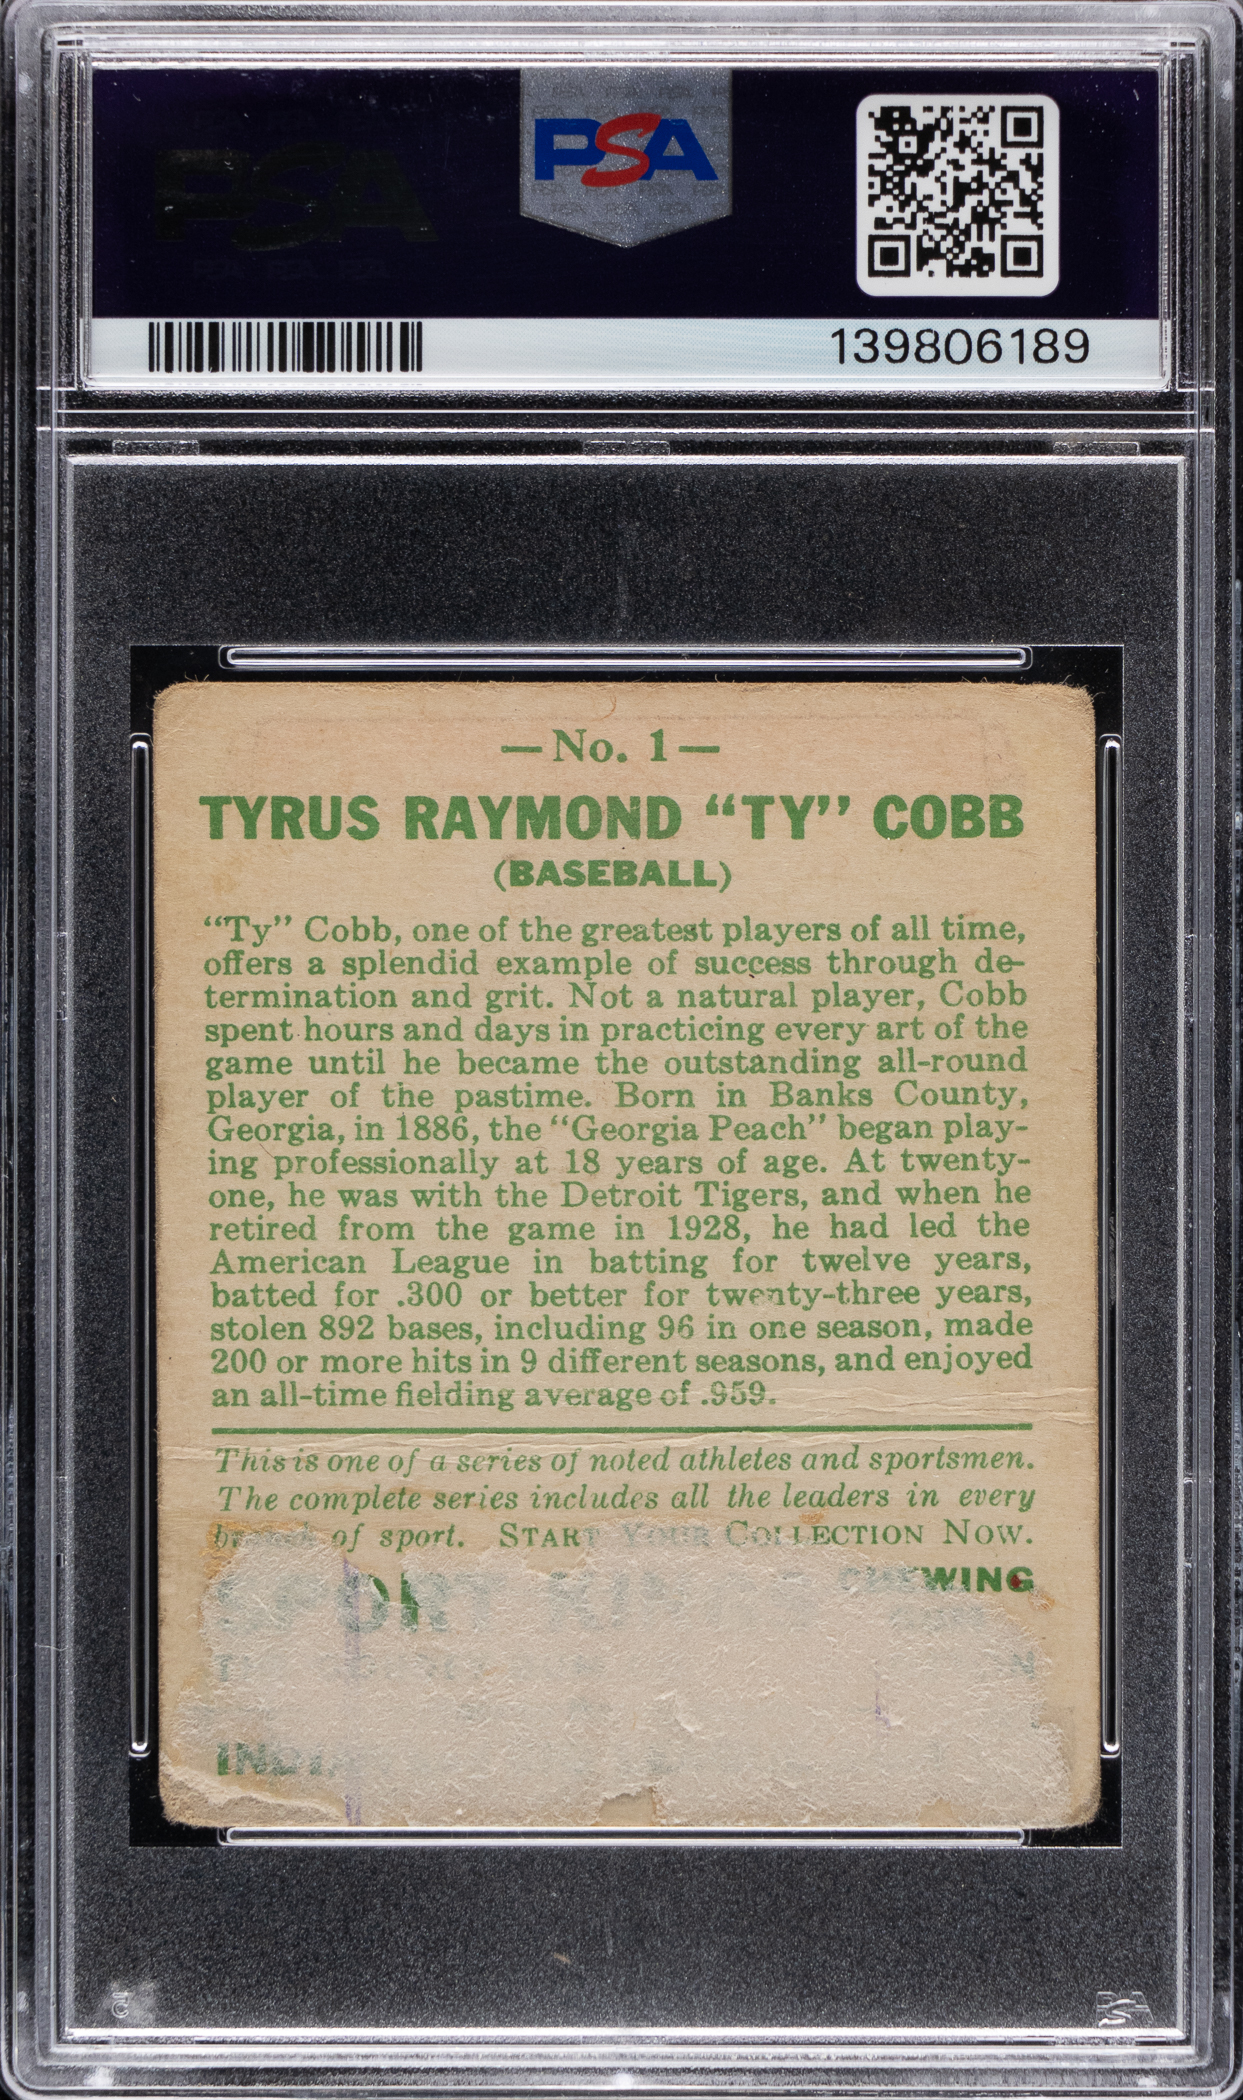 PSA
139806189
—No. 1—
TYRUS RAYMOND “TY” COBB
(BASEBALL)
“Ty” Cobb, one of the greatest players of all time,
offers a splendid example of success through de-
termination and grit. Not a natural player, Cobb
spent hours and days in practicing every art of the
game until he became the outstanding all-round
player of the pastime. Born in Banks County,
Georgia, in 1886, the “Georgia Peach” began play-
ing professionally at 18 years of age. At twenty-
one, he was with the Detroit Tigers, and when he
retired from the game in 1928, he had led the
American League in batting for twelve years,
batted for .300 or better for twenty-three years,
stolen 892 bases, including 96 in one season, made
200 or more hits in 9 different seasons, and enjoyed
an all-time fielding average of .959.
This is one of a series of noted athletes and sportsmen.
The complete series includes all the leaders in every
of sport. START YOUR COLLECTION NOW.
CHEWING
PSA